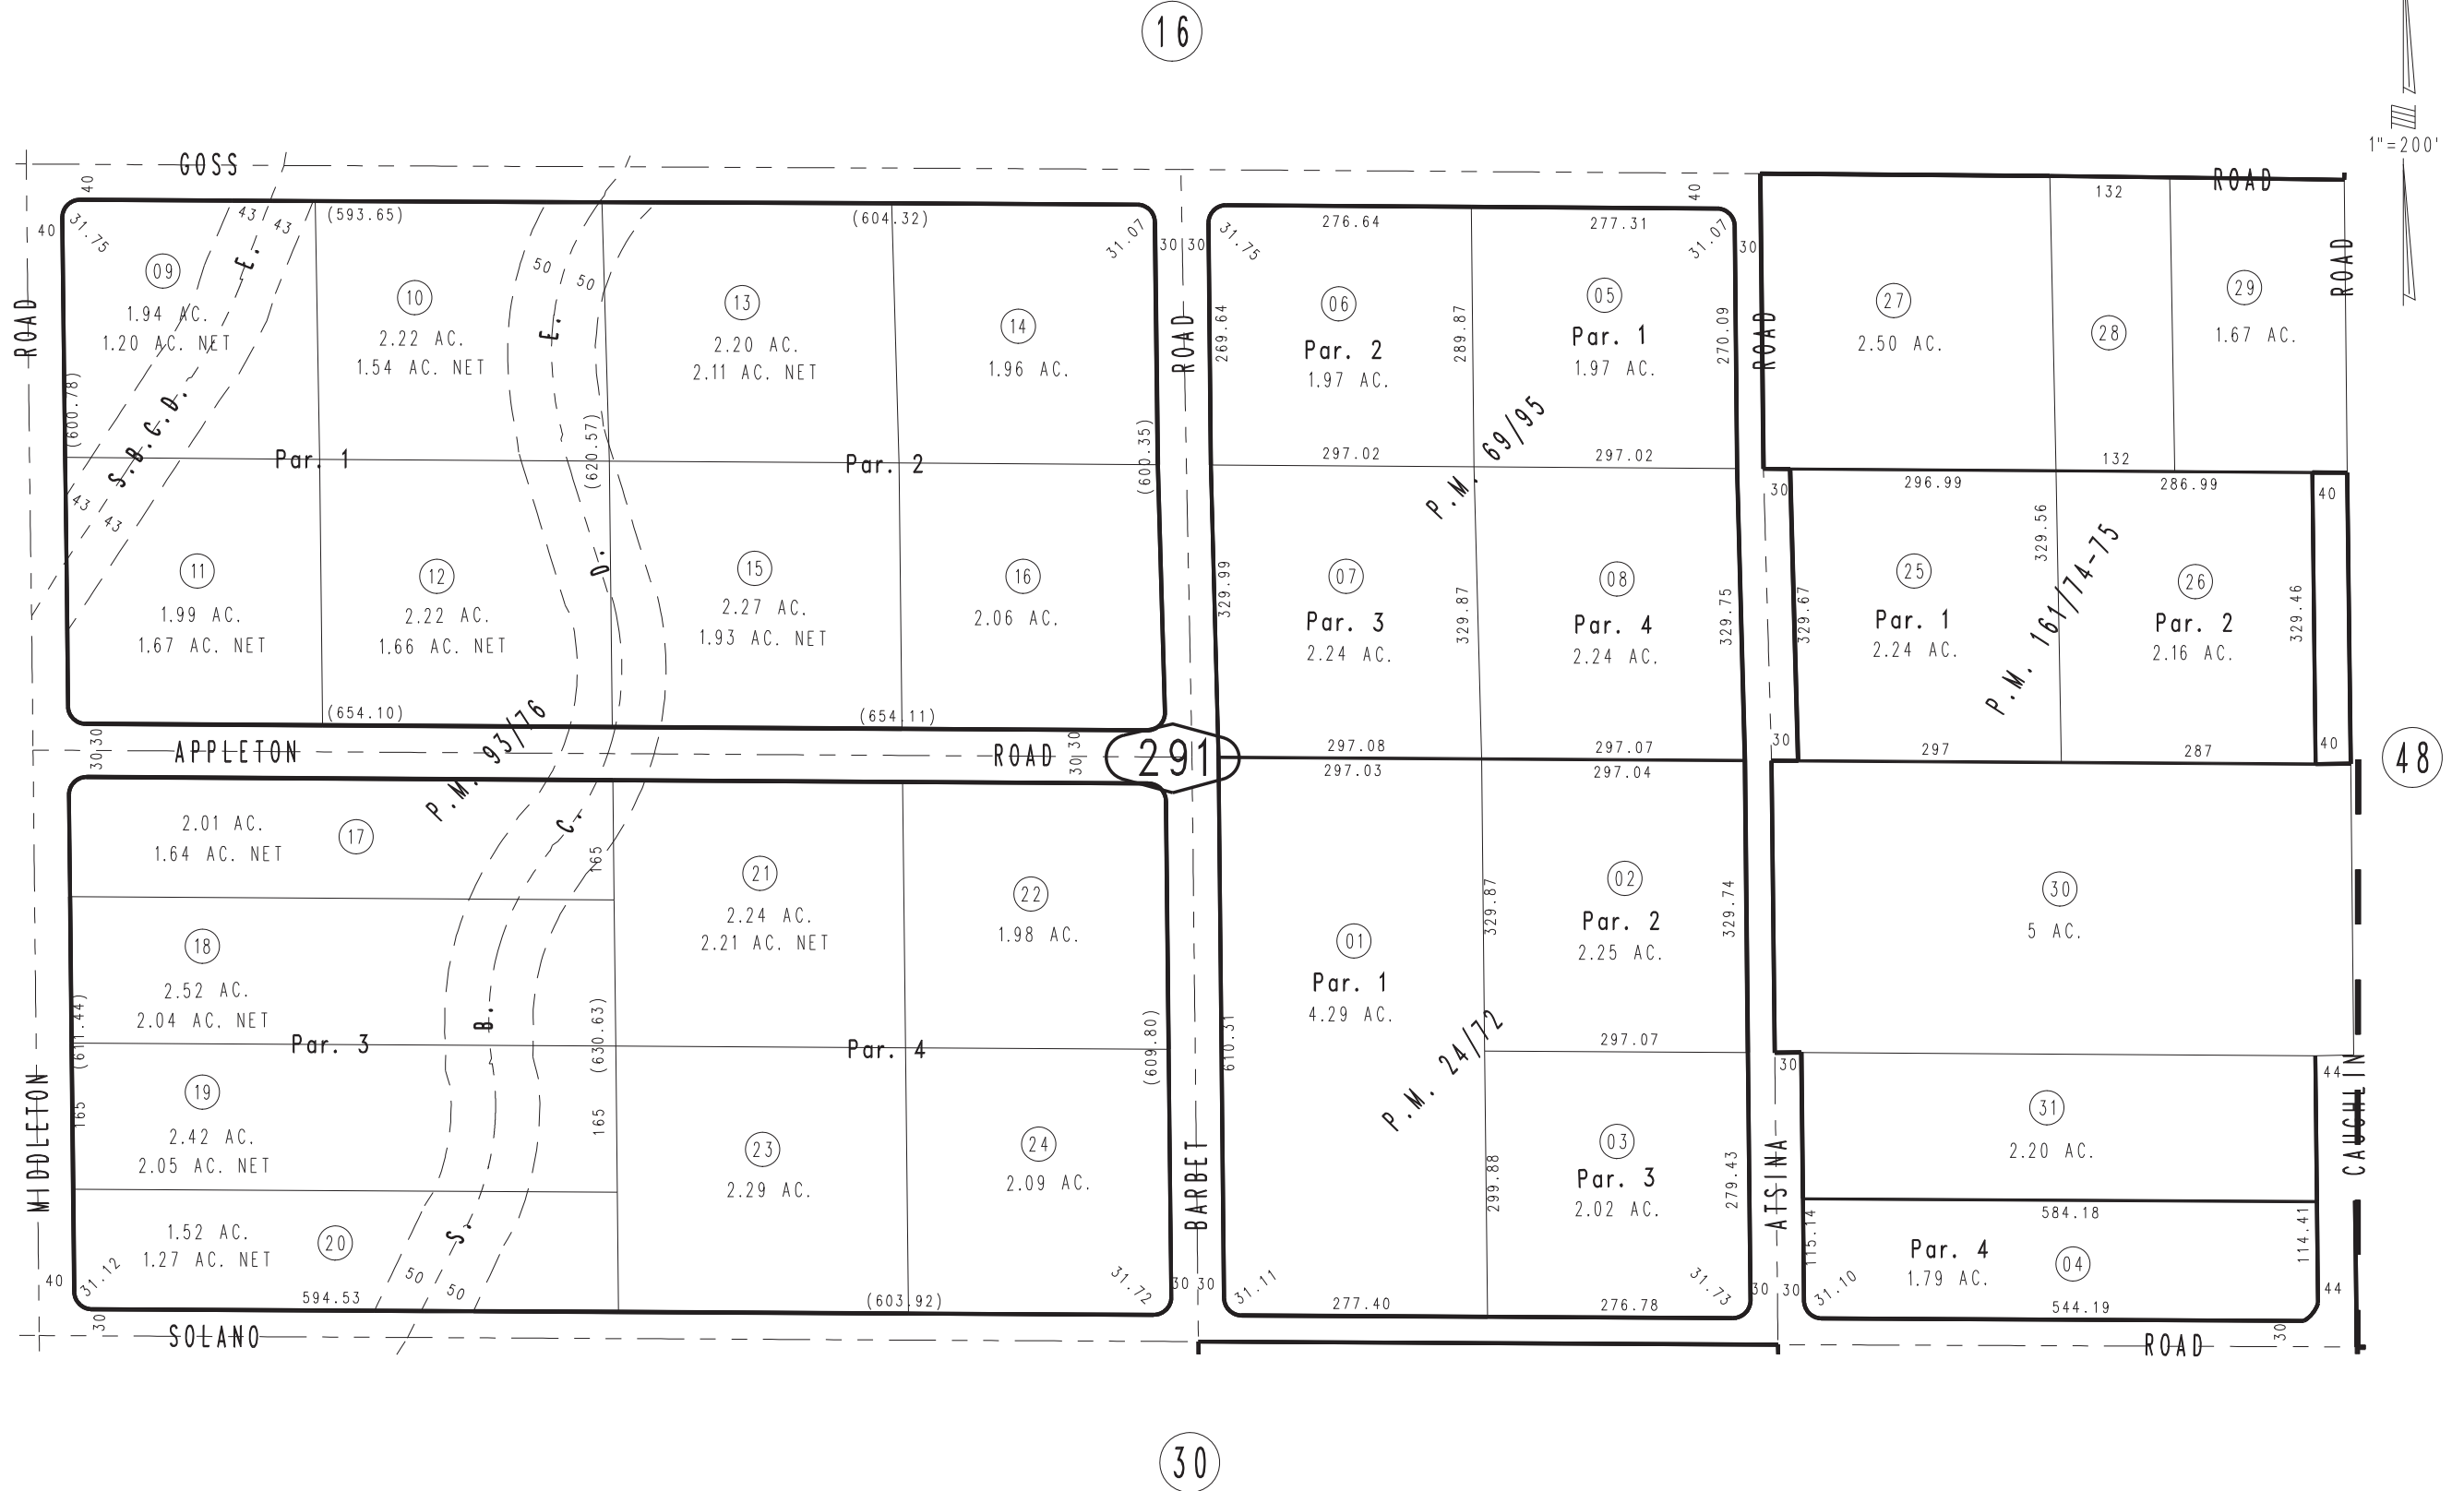 16
1"=200'
GOSS
ROAD
40
40
31.75
43
43
(593.65)
(604.32)
31.07
30
30
31.75
276.64
277.31
31.07
40
30
132
ROAD
ROAD
ROAD
ROAD
09
1.94 AC.
1.20 AC. NET
10
2.22 AC.
1.54 AC. NET
50
50
E.
E.
13
2.20 AC.
2.11 AC. NET
14
1.96 AC.
06
Par. 2
1.97 AC.
05
Par. 1
1.97 AC.
27
2.50 AC.
28
29
1.67 AC.
269.64
289.87
270.09
(600.78)
S.B.C.D.
Par. 1
(620.57)
Par. 2
(600.35)
297.02
297.02
P.M. 69/95
132
296.99
286.99
30
40
43
43
11
1.99 AC.
1.67 AC. NET
12
2.22 AC.
1.66 AC. NET
D.
15
2.27 AC.
1.93 AC. NET
16
2.06 AC.
329.99
07
Par. 3
2.24 AC.
329.87
08
Par. 4
2.24 AC.
329.75
329.67
25
Par. 1
2.24 AC.
329.56
P.M. 161/74-75
26
Par. 2
2.16 AC.
329.46
(654.10)
(654.11)
30
30
APPLETON
P.M. 93/76
ROAD
30
30
291
297.08
297.07
297.03
297.04
30
297
287
40
48
2.01 AC.
1.64 AC. NET
17
C.
165
18
2.52 AC.
2.04 AC. NET
21
2.24 AC.
2.21 AC. NET
22
1.98 AC.
01
Par. 1
4.29 AC.
329.87
02
Par. 2
2.25 AC.
329.74
30
5 AC.
(611.44)
Par. 3
B.
(630.63)
Par. 4
(609.80)
610.31
P.M. 24/72
297.07
30
44
165
19
2.42 AC.
2.05 AC. NET
165
23
2.29 AC.
24
2.09 AC.
299.88
03
Par. 3
2.02 AC.
279.43
31
2.20 AC.
MIDDLETON
BARBET
ATSINA
CAUGHLIN
1.52 AC.
1.27 AC. NET
20
S.
584.18
115.14
Par. 4
1.79 AC.
04
114.41
40
31.12
594.53
50
50
(603.92)
31.72
30
30
31.11
277.40
276.78
31.73
30
30
31.10
544.19
44
30
SOLANO
30
ROAD
30